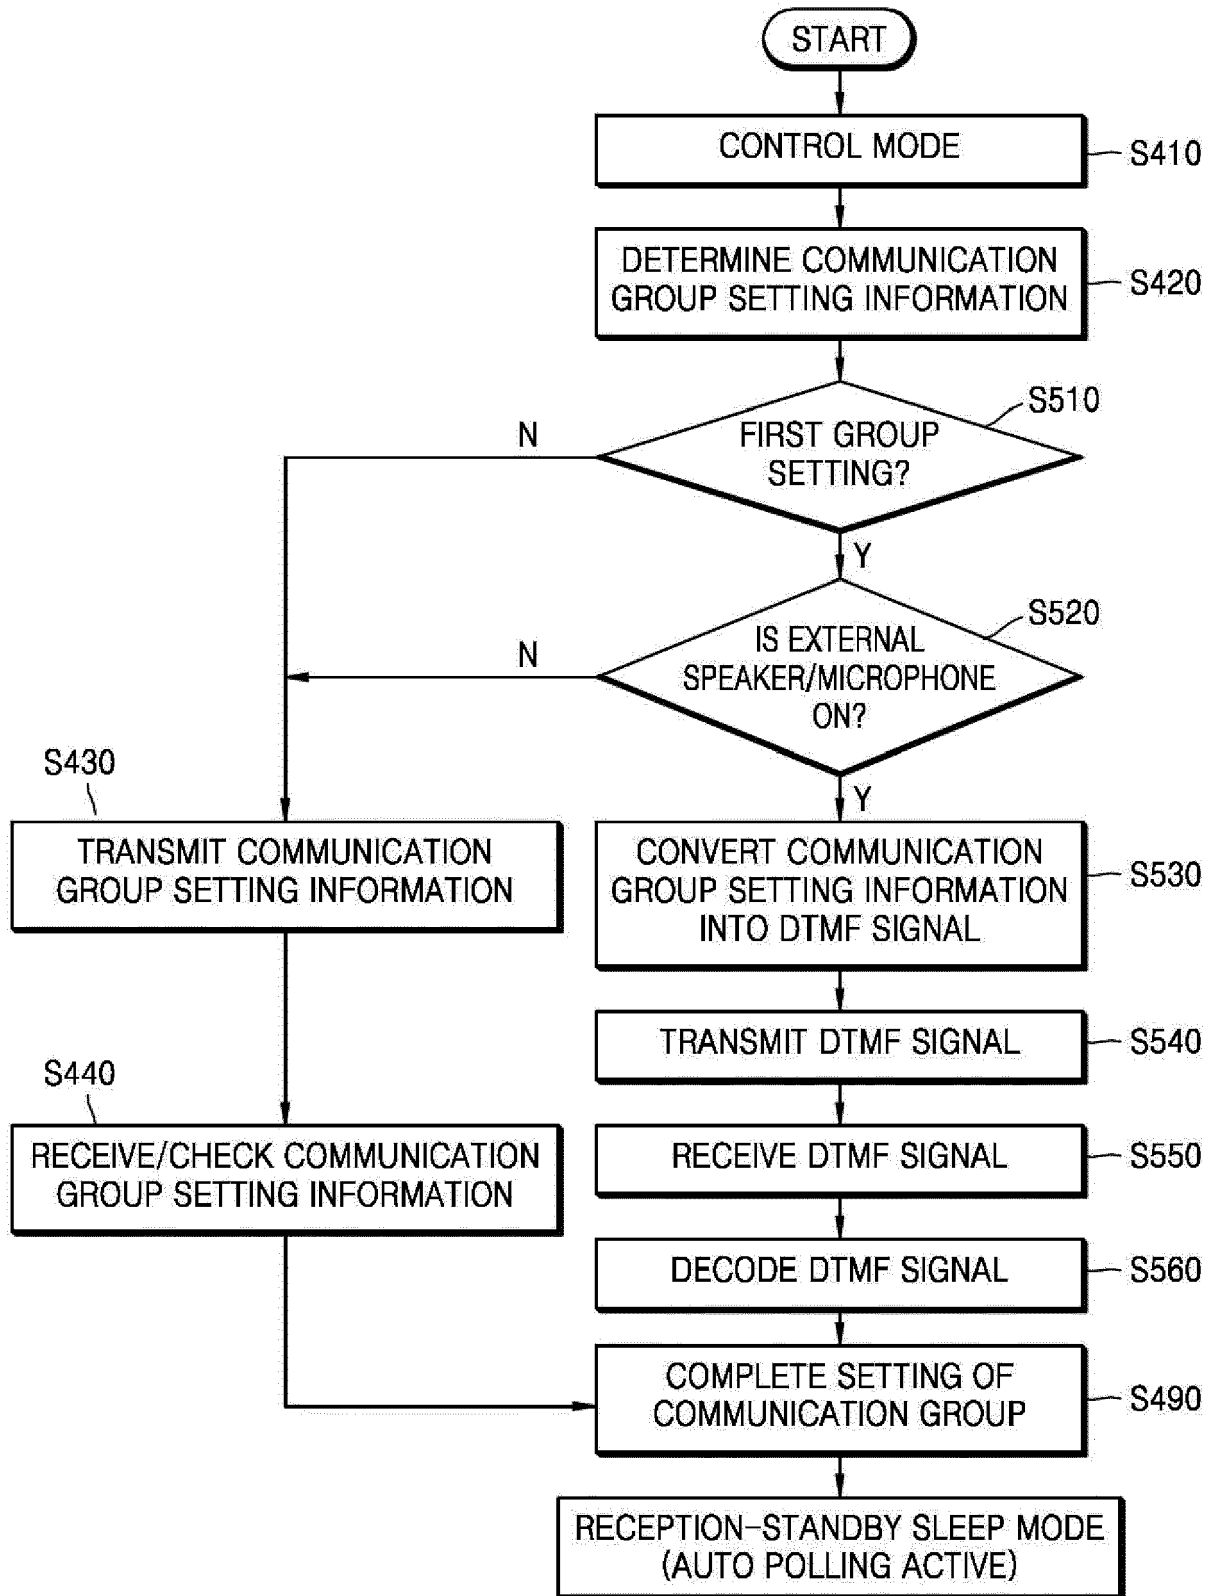 START
CONTROL MODE
S410
DETERMINE COMMUNICATION
GROUP SETTING INFORMATION
S420
S510
FIRST GROUP
SETTING?
N
Y
S520
IS EXTERNAL
SPEAKER/MICROPHONE
ON?
N
Y
S430
TRANSMIT COMMUNICATION
GROUP SETTING INFORMATION
CONVERT COMMUNICATION
GROUP SETTING INFORMATION
INTO DTMF SIGNAL
S530
TRANSMIT DTMF SIGNAL
S540
S440
RECEIVE/CHECK COMMUNICATION
GROUP SETTING INFORMATION
RECEIVE DTMF SIGNAL
S550
DECODE DTMF SIGNAL
S560
COMPLETE SETTING OF
COMMUNICATION GROUP
S490
RECEPTION-STANDBY SLEEP MODE
(AUTO POLLING ACTIVE)